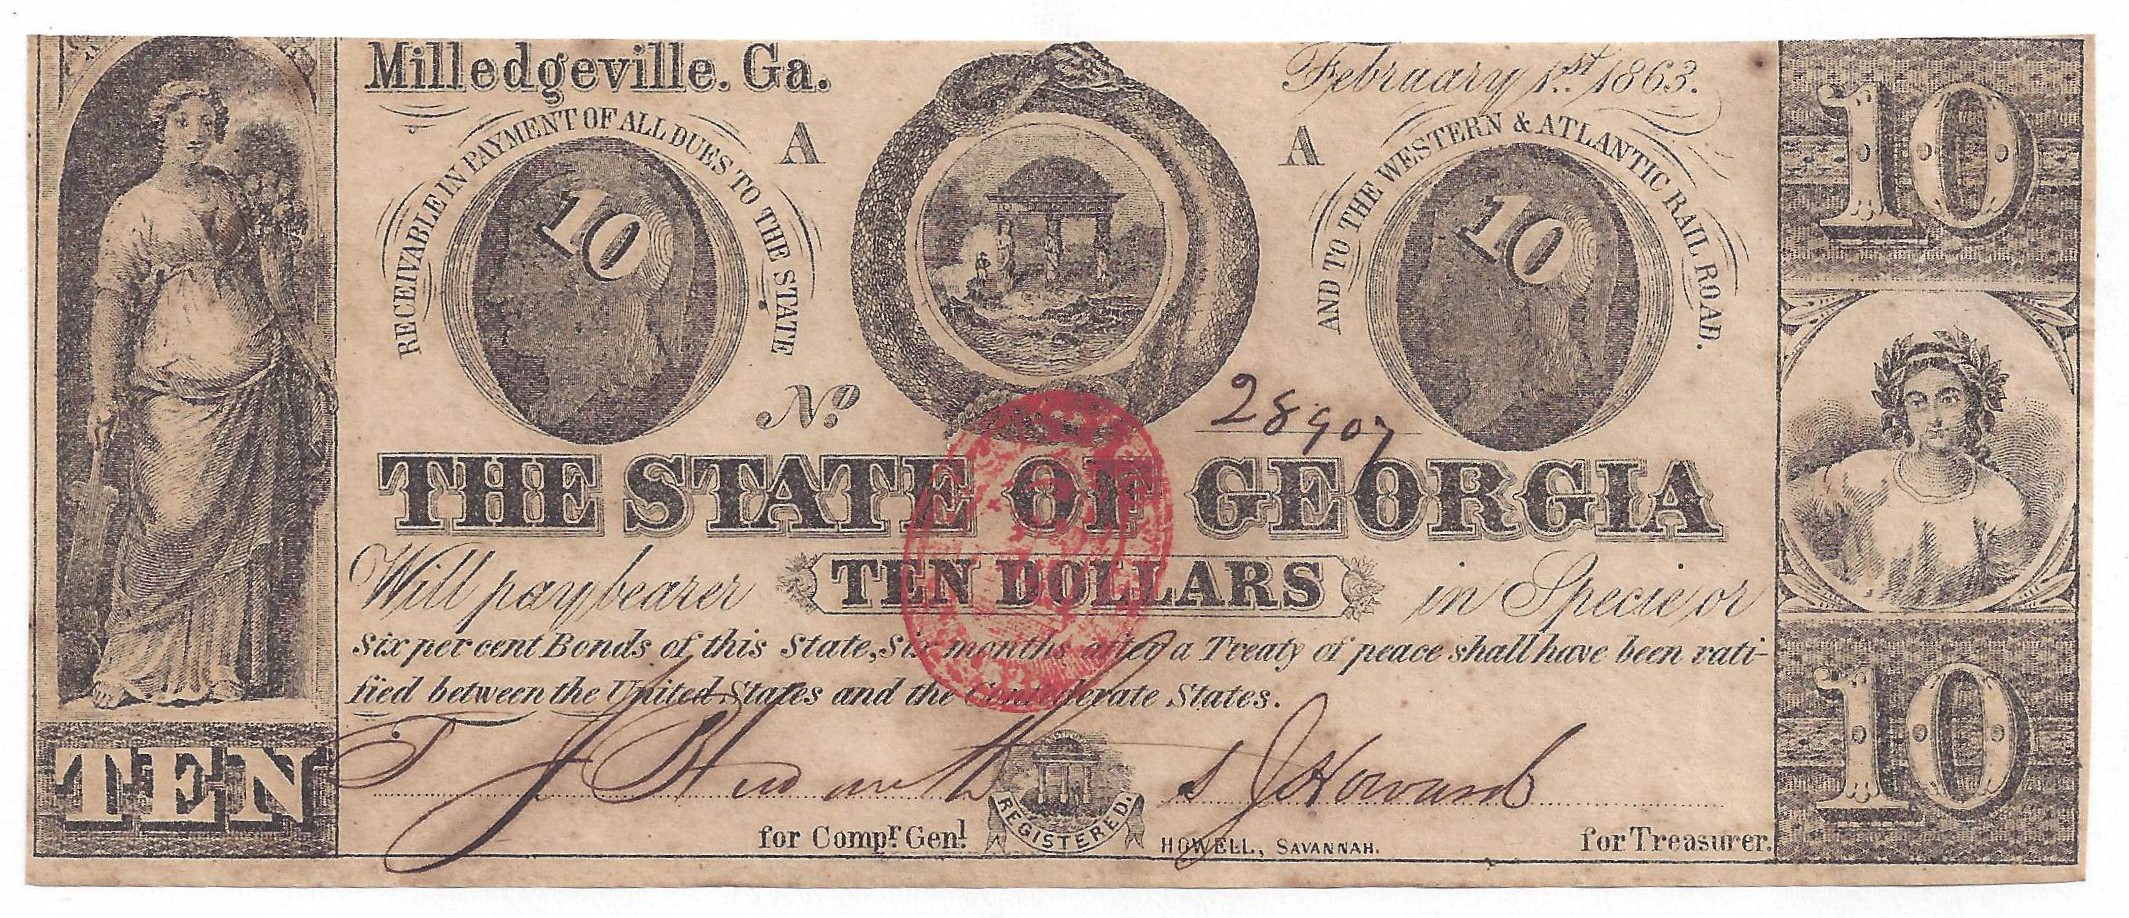 Milledgeville. Ga.
February 1st 1863.
RECEIVABLE IN PAYMENT OF ALL DUES TO THE STATE
A
A
AND TO THE WESTERN & ATLANTIC RAIL ROAD.
10
10
10
No
28907
THE STATE OF GEORGIA
Will pay bearer TEN DOLLARS in Specie or
six per cent Bonds of this State, six months after a Treaty of peace shall have been rati-
fied between the United States and the Confederate States.
TEN
10
J Howard
for Compr. Genl.
REGISTERED.
HOWELL, SAVANNAH.
for Treasurer.